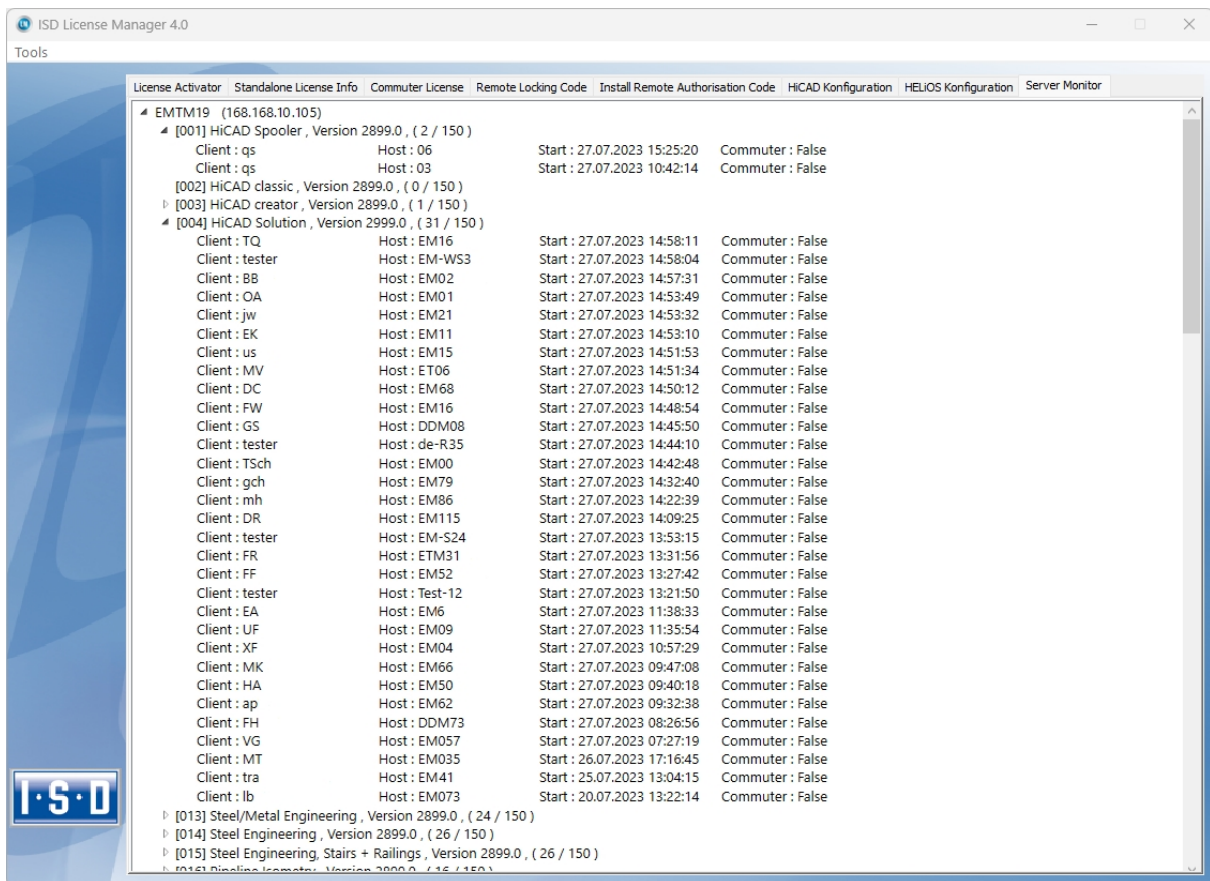 ISD License Manager 4.0
Tools
License Activator Standalone License Info Commuter License Remote Locking Code Install Remote Authorisation Code HiCAD Konfiguration HELiOS Konfiguration Server Monitor
EMTM19 (168.168.10.105)
[001] HiCAD Spooler , Version 2899.0 , ( 2 / 150 )
Client : qs Host : 06 Start : 27.07.2023 15:25:20 Commuter : False
Client : qs Host : 03 Start : 27.07.2023 10:42:14 Commuter : False
[002] HiCAD classic , Version 2899.0 , ( 0 / 150 )
[003] HiCAD creator , Version 2899.0 , ( 1 / 150 )
[004] HiCAD Solution , Version 2999.0 , ( 31 / 150 )
Client : TQ Host : EM16 Start : 27.07.2023 14:58:11 Commuter : False
Client : tester Host : EM-WS3 Start : 27.07.2023 14:58:04 Commuter : False
Client : BB Host : EM02 Start : 27.07.2023 14:57:31 Commuter : False
Client : OA Host : EM01 Start : 27.07.2023 14:53:49 Commuter : False
Client : jw Host : EM21 Start : 27.07.2023 14:53:32 Commuter : False
Client : EK Host : EM11 Start : 27.07.2023 14:53:10 Commuter : False
Client : us Host : EM15 Start : 27.07.2023 14:51:53 Commuter : False
Client : MV Host : ET06 Start : 27.07.2023 14:51:34 Commuter : False
Client : DC Host : EM68 Start : 27.07.2023 14:50:12 Commuter : False
Client : FW Host : EM16 Start : 27.07.2023 14:48:54 Commuter : False
Client : GS Host : DDM08 Start : 27.07.2023 14:45:50 Commuter : False
Client : tester Host : de-R35 Start : 27.07.2023 14:44:10 Commuter : False
Client : TSch Host : EM00 Start : 27.07.2023 14:42:48 Commuter : False
Client : gch Host : EM79 Start : 27.07.2023 14:32:40 Commuter : False
Client : mh Host : EM86 Start : 27.07.2023 14:22:39 Commuter : False
Client : DR Host : EM115 Start : 27.07.2023 14:09:25 Commuter : False
Client : tester Host : EM-S24 Start : 27.07.2023 13:53:15 Commuter : False
Client : FR Host : ETM31 Start : 27.07.2023 13:31:56 Commuter : False
Client : FF Host : EM52 Start : 27.07.2023 13:27:42 Commuter : False
Client : tester Host : Test-12 Start : 27.07.2023 13:21:50 Commuter : False
Client : EA Host : EM6 Start : 27.07.2023 11:38:33 Commuter : False
Client : UF Host : EM09 Start : 27.07.2023 11:35:54 Commuter : False
Client : XF Host : EM04 Start : 27.07.2023 10:57:29 Commuter : False
Client : MK Host : EM66 Start : 27.07.2023 09:47:08 Commuter : False
Client : HA Host : EM50 Start : 27.07.2023 09:40:18 Commuter : False
Client : ap Host : EM62 Start : 27.07.2023 09:32:38 Commuter : False
Client : FH Host : DDM73 Start : 27.07.2023 08:26:56 Commuter : False
Client : VG Host : EM057 Start : 27.07.2023 07:27:19 Commuter : False
Client : MT Host : EM035 Start : 26.07.2023 17:16:45 Commuter : False
Client : tra Host : EM41 Start : 25.07.2023 13:04:15 Commuter : False
Client : lb Host : EM073 Start : 20.07.2023 13:22:14 Commuter : False
I·S·D
[013] Steel/Metal Engineering , Version 2899.0 , ( 24 / 150 )
[014] Steel Engineering , Version 2899.0 , ( 26 / 150 )
[015] Steel Engineering, Stairs + Railings , Version 2899.0 , ( 26 / 150 )
[016] Pipeline Isometry , Version 2899.0 , ( 16 / 150 )